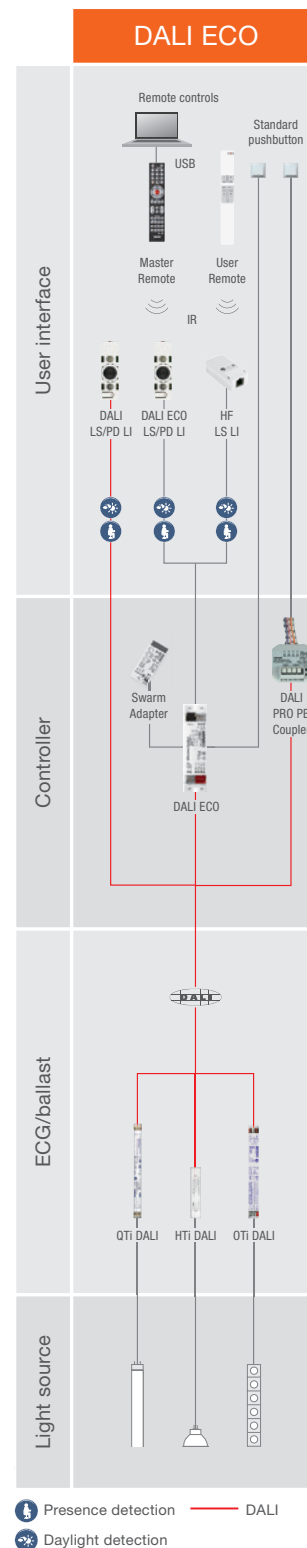 DALI ECO
User interface
Remote controls
Standard
pushbutton
USB
Master
Remote
User
Remote
IR
DALI
LS/PD LI
DALI ECO
LS/PD LI
HF
LS LI
Controller
Swarm
Adapter
DALI ECO
DALI
PRO PB
Couple
ECG/ballast
DALI
QTi DALI
HTi DALI
OTi DALI
Light source
Presence detection
DALI
Daylight detection